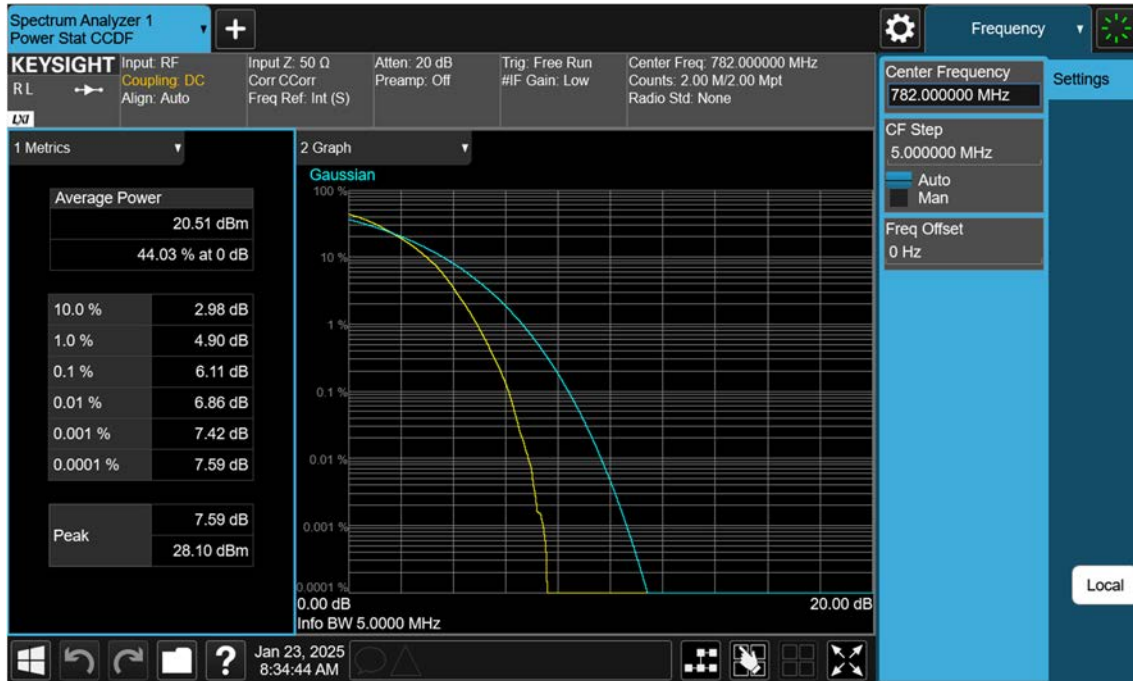 Spectrum Analyzer 1
Power Stat CCDF
Frequency
KEYSIGHT
RL
LXI
Input: RF
Coupling: DC
Align: Auto
Input Z: 50 Ω
Corr CCorr
Freq Ref: Int (S)
Atten: 20 dB
Preamp: Off
Trig: Free Run
#IF Gain: Low
Center Freq: 782.000000 MHz
Counts: 2.00 M/2.00 Mpt
Radio Std: None
Center Frequency
782.000000 MHz
Settings
CF Step
5.000000 MHz
Auto
Man
Freq Offset
0 Hz
Local
1 Metrics
Average Power
20.51 dBm
44.03 % at 0 dB
10.0 % 2.98 dB
1.0 % 4.90 dB
0.1 % 6.11 dB
0.01 % 6.86 dB
0.001 % 7.42 dB
0.0001 % 7.59 dB
Peak
7.59 dB
28.10 dBm
2 Graph
Gaussian
100 %
10 %
1 %
0.1 %
0.01 %
0.001 %
0.0001 %
0.00 dB 20.00 dB
Info BW 5.0000 MHz
?
Jan 23, 2025
8:34:44 AM